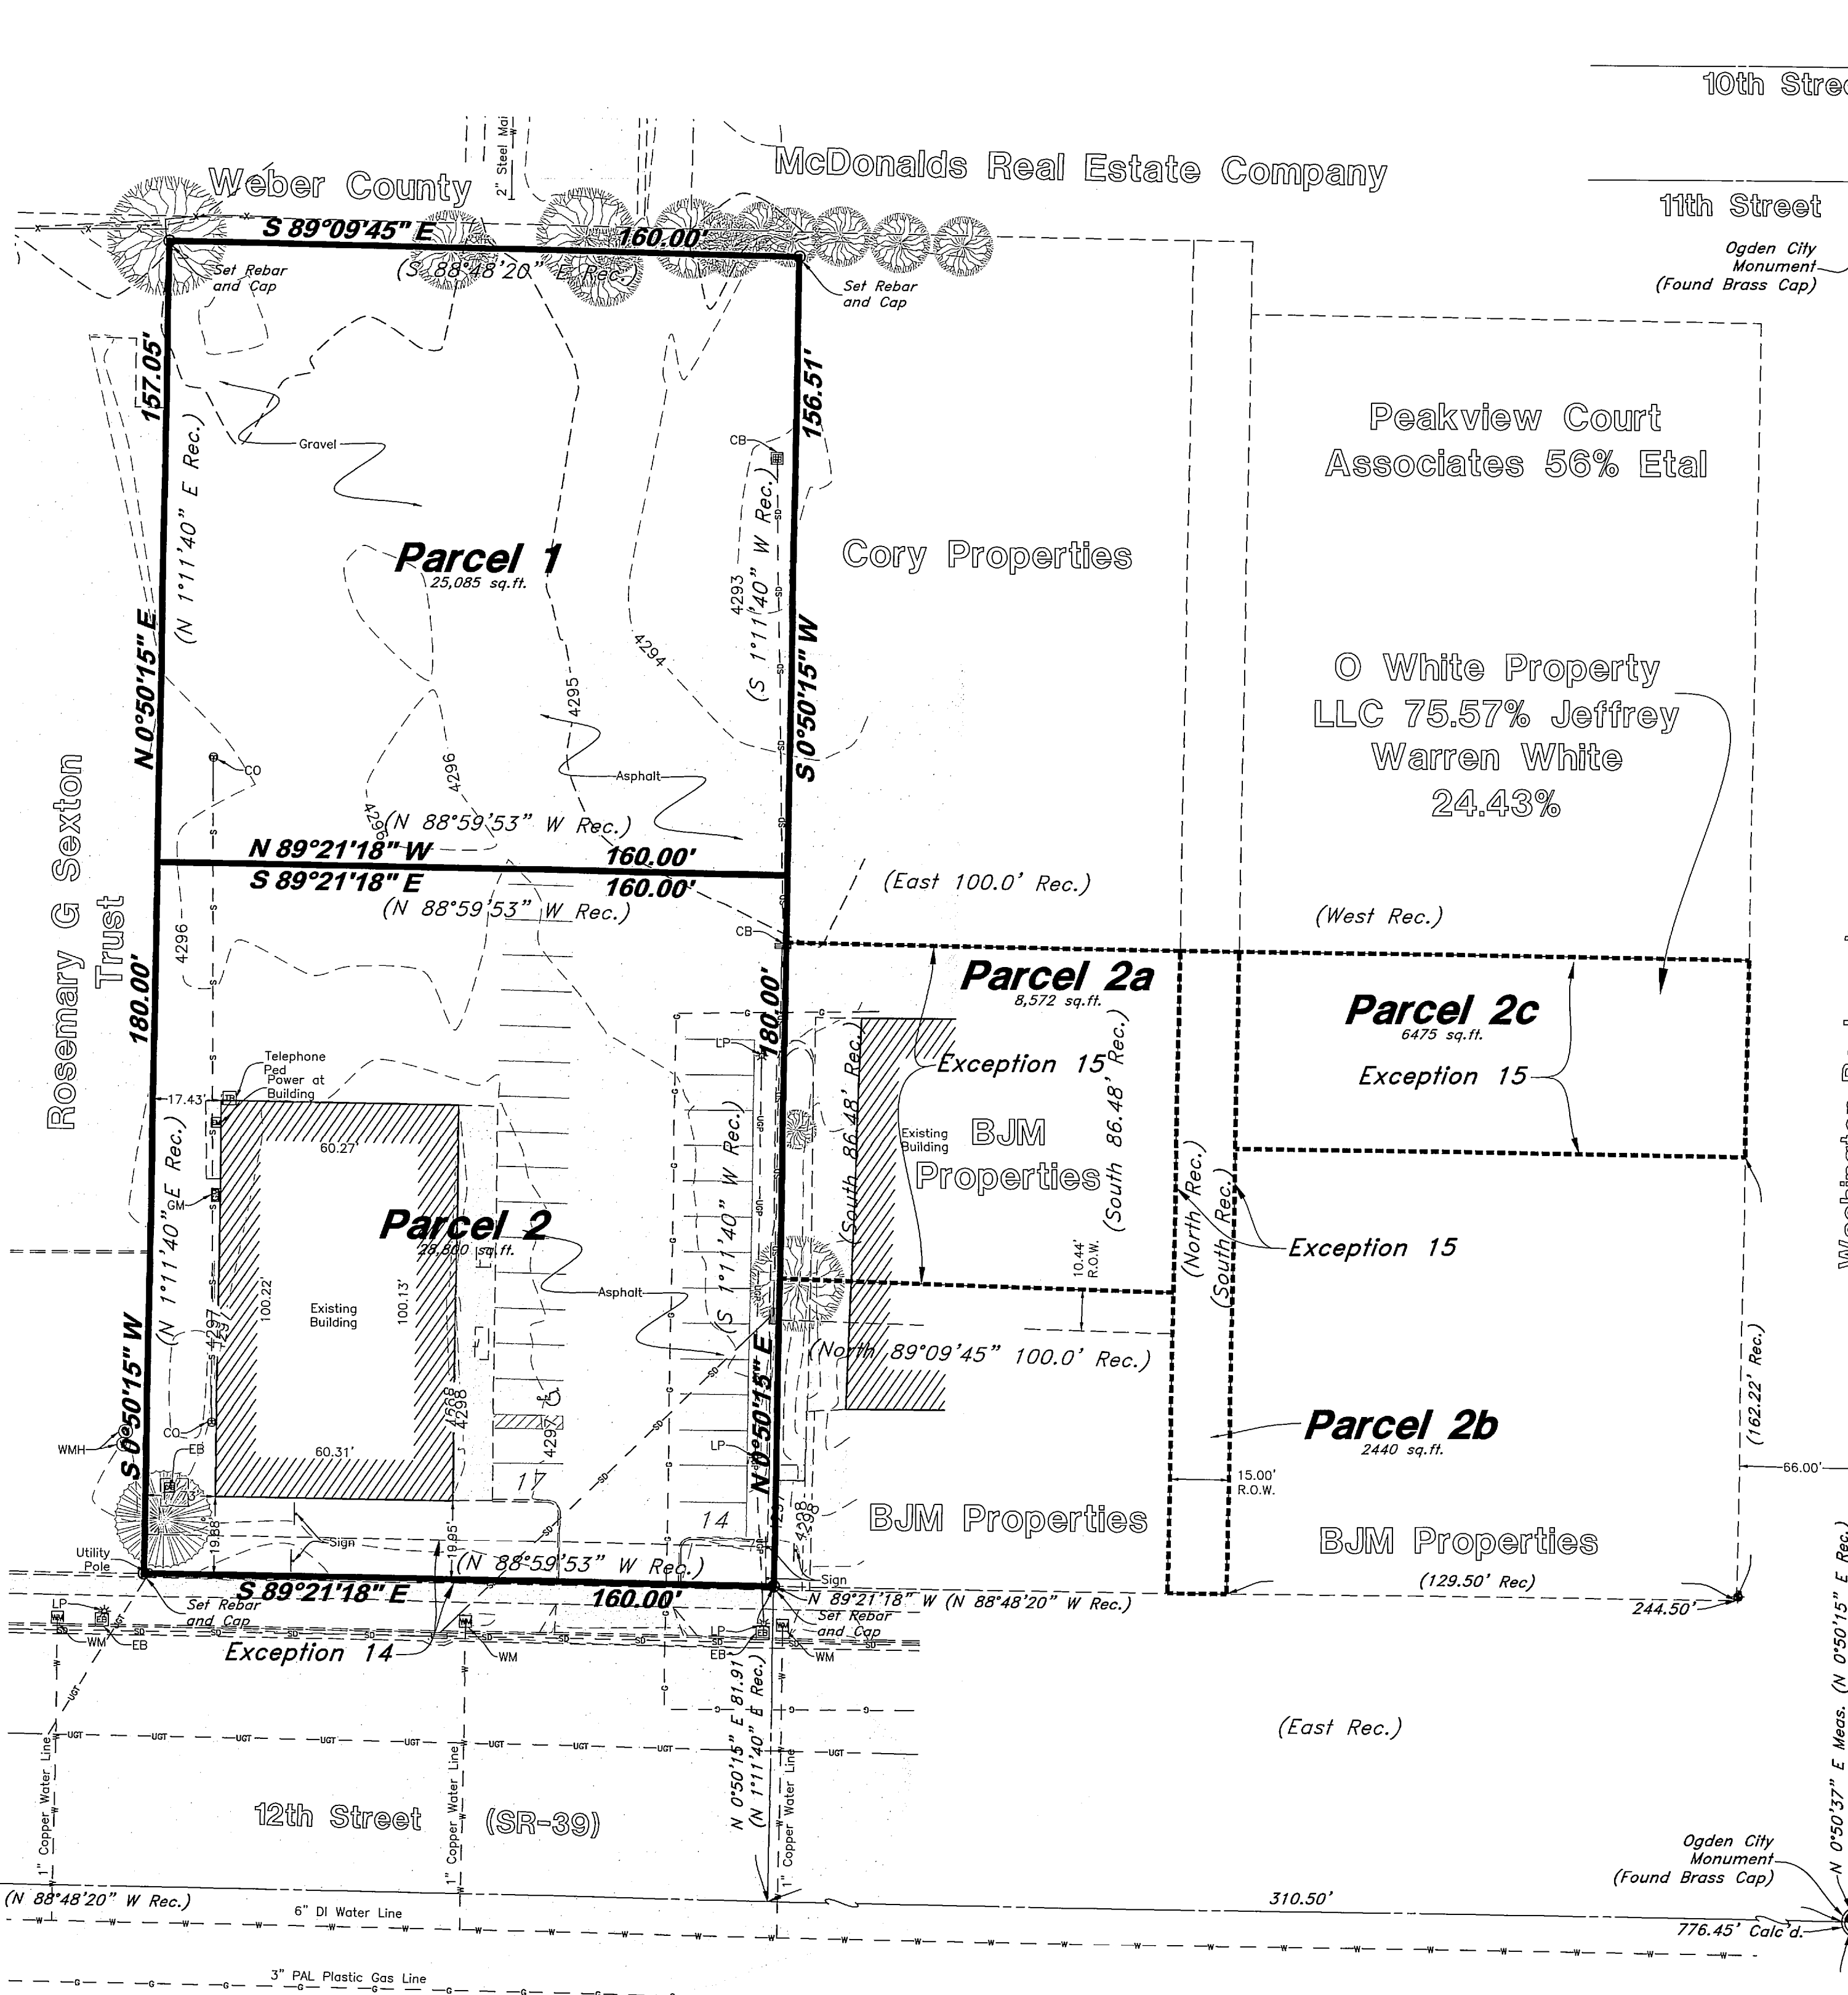 10th Stree
11th Street
Ogden City
Monument
(Found Brass Cap)
2" Steel Mai
Weber County
McDonalds Real Estate Company
S 89°09'45" E
160.00'
(S 88°48'20" E Rec.)
Set Rebar
and Cap
Set Rebar
and Cap
157.05'
156.51'
(N 1°11'40" E Rec.)
Gravel
CB
Parcel 1
25,085 sq.ft.
4293
(S 1°11'40" W Rec.)
4294
4295
4296
4296
N 0°50'15" E
S 0°50'15" W
Cory Properties
Peakview Court
Associates 56% Etal
O White Property
LLC 75.57% Jeffrey
Warren White
24.43%
CO
Asphalt
(N 88°59'53" W Rec.)
N 89°21'18" W
160.00'
S 89°21'18" E
160.00'
(N 88°59'53" W Rec.)
(East 100.0' Rec.)
(West Rec.)
Rosemary G Sexton
Trust
4296
CB
180.00'
180.00'
Parcel 2a
8,572 sq.ft.
Parcel 2c
6475 sq.ft.
Exception 15
Exception 15
LP
Telephone
Ped
Power at
Building
17.43'
60.27'
(South 86.48' Rec.)
(South 86.48' Rec.)
Existing
Building
BJM
Properties
(N 1°11'40" E Rec.)
GM
Parcel 2
28,800 sq.ft.
(S 1°11'40" W Rec.)
(North Rec.)
(South Rec.)
Exception 15
10.44'
R.O.W.
100.22'
100.13'
Existing
Building
Asphalt
4297
4298
4297
(North 89°09'45" 100.0' Rec.)
(162.22' Rec.)
S 0°50'15" W
N 0°50'15" E
WMH
CO
EB
60.31'
LP
17
14
4298
7.73'
19.88'
19.95'
Sign
Parcel 2b
2440 sq.ft.
66.00'
15.00'
R.O.W.
BJM Properties
BJM Properties
(129.50' Rec)
244.50'
Utility
Pole
(N 88°59'53" W Rec.)
Sign
S 89°21'18" E
160.00'
N 89°21'18" W (N 88°48'20" W Rec.)
Set Rebar
and Cap
Set Rebar
and Cap
LP
WM
EB
Exception 14
WM
LP
EB
WM
N 0°50'15" E 81.91
(N 1°11'40" E Rec.)
(East Rec.)
N 0°50'37" E Meas. (N 0°50'15" E Rec.)
12th Street (SR-39)
1" Copper Water Line
1" Copper Water Line
1" Copper Water Line
Ogden City
Monument
(Found Brass Cap)
(N 88°48'20" W Rec.)
310.50'
6" DI Water Line
776.45' Calc'd.
3" PAL Plastic Gas Line